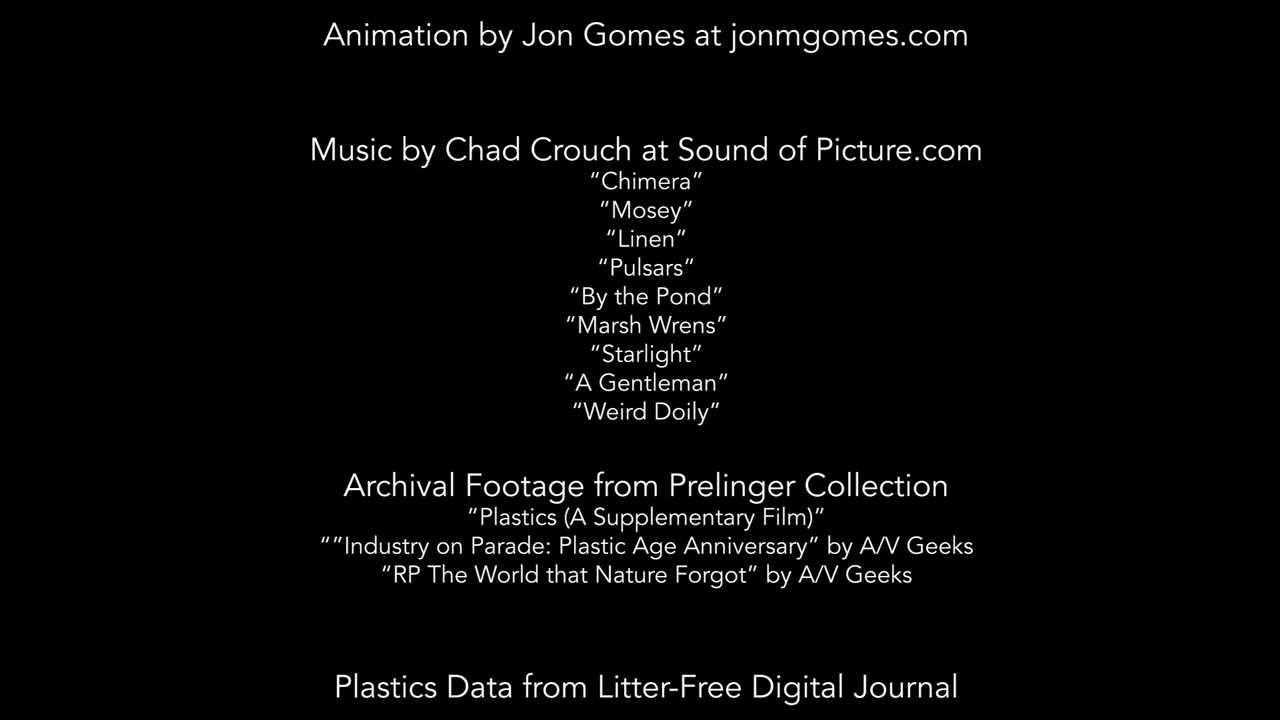 Animation by Jon Gomes at jonmgomes.com
Music by Chad Crouch at Sound of Picture.com
“Chimera”
“Mosey”
“Linen”
“Pulsars”
“By the Pond”
“Marsh Wrens”
“Starlight”
“A Gentleman”
“Weird Doily”
Archival Footage from Prelinger Collection
”Plastics (A Supplementary Film)”
“”Industry on Parade: Plastic Age Anniversary” by A/V Geeks
“RP The World that Nature Forgot” by A/V Geeks
Plastics Data from Litter-Free Digital Journal